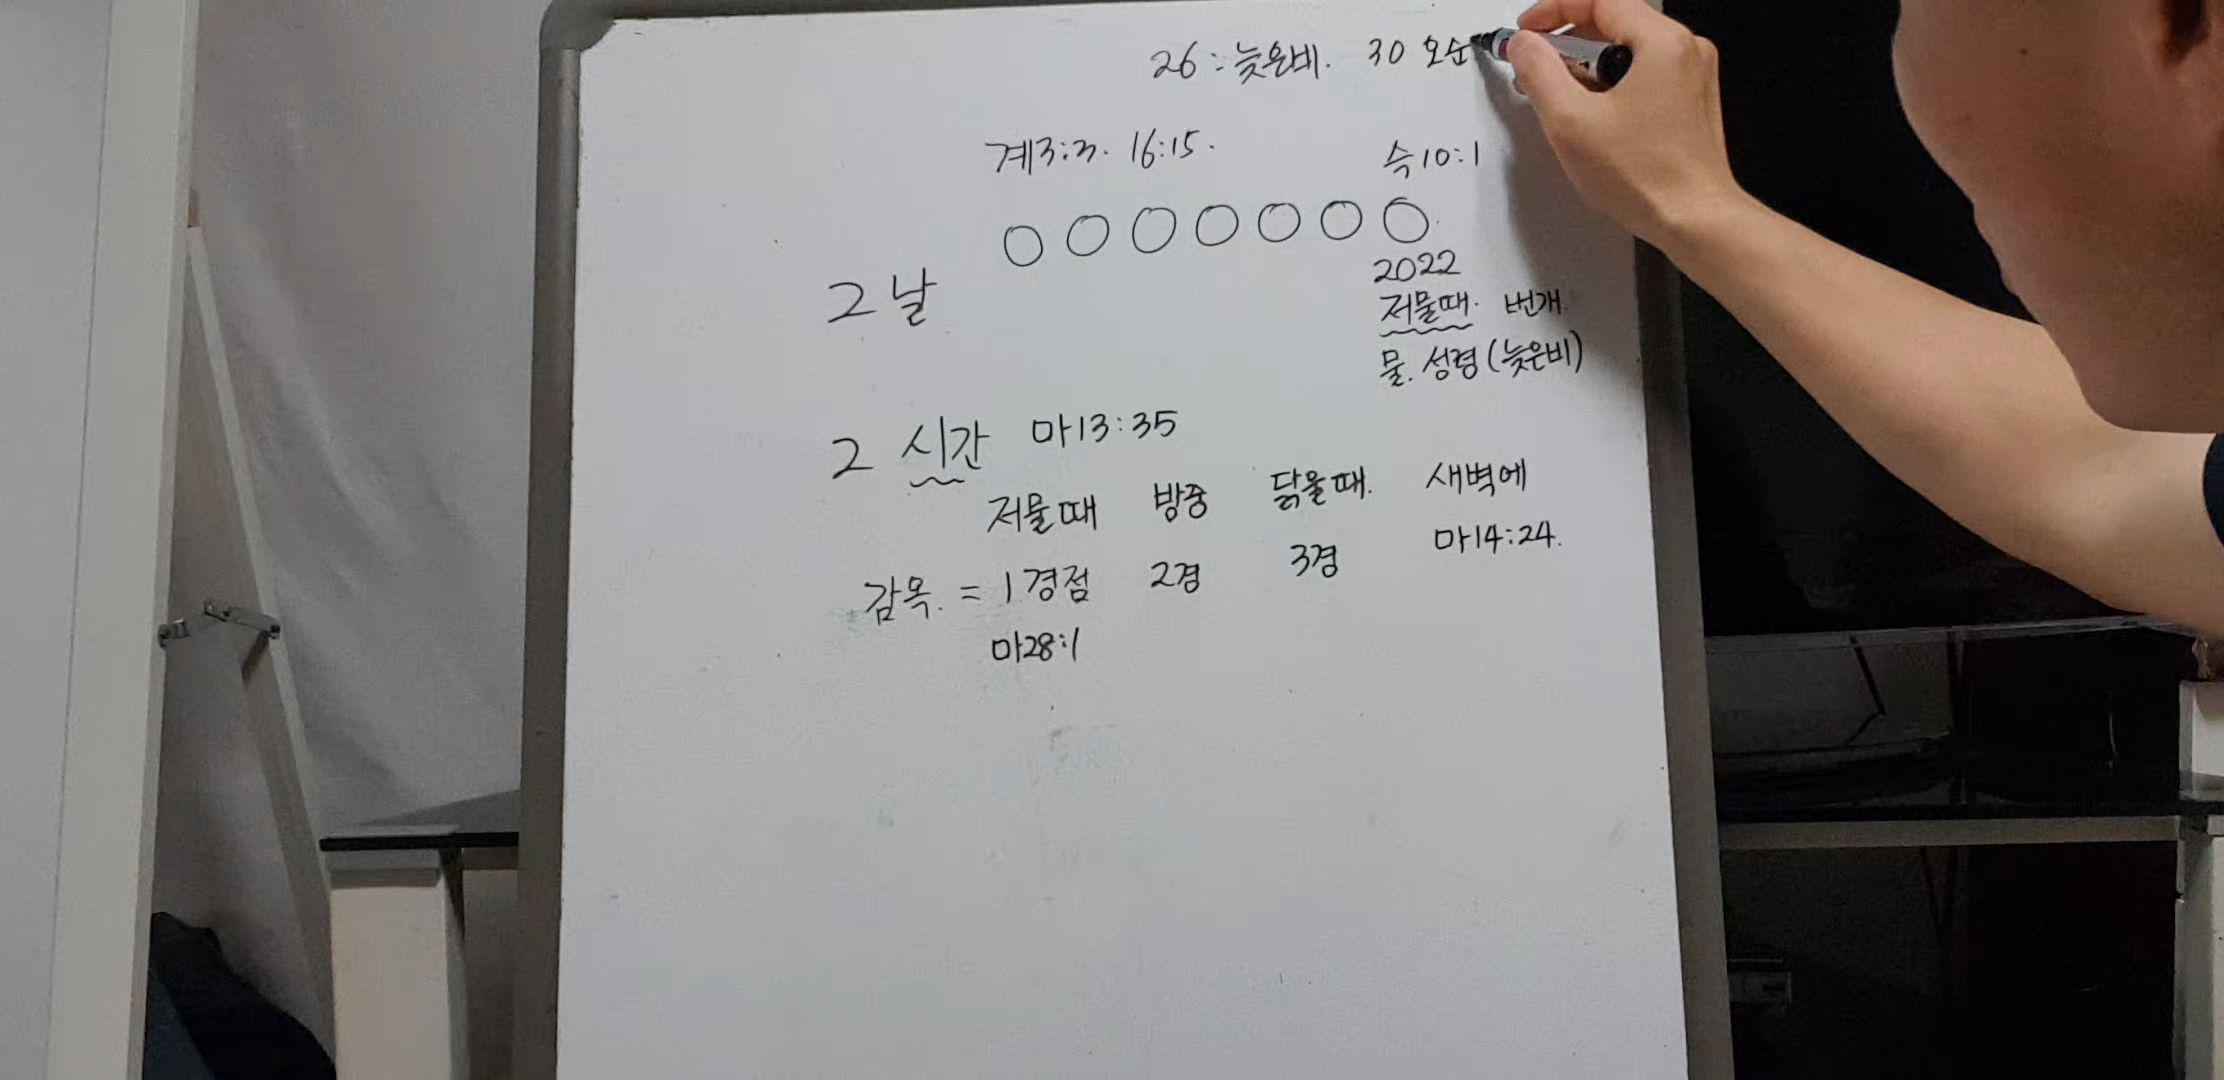 26 : 늦은비. 30 오순
계3:3. 16:15.
슥10:1
그날
2022
저물때. 번개.
물. 성령(늦은비)
그 시간 마13:35
저물때 방중 닭울때. 새벽에
감옥. = 1경점 2경 3경 마14:24.
마28:1